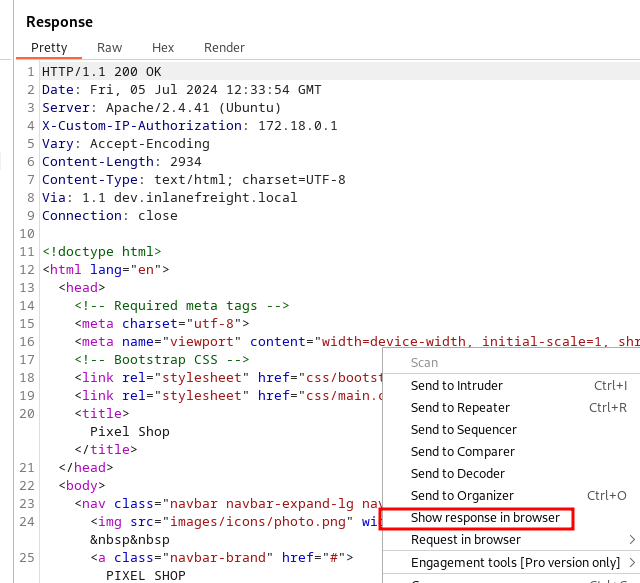 Response
Pretty Raw Hex Render
1 HTTP/1.1 200 OK
2 Date: Fri, 05 Jul 2024 12:33:54 GMT
3 Server: Apache/2.4.41 (Ubuntu)
4 X-Custom-IP-Authorization: 172.18.0.1
5 Vary: Accept-Encoding
6 Content-Length: 2934
7 Content-Type: text/html; charset=UTF-8
8 Via: 1.1 dev.inlanefreight.local
9 Connection: close
10
11 <!doctype html>
12 <html lang="en">
13 <head>
14 <!-- Required meta tags -->
15 <meta charset="utf-8">
16 <meta name="viewport" content="width=device-width, initial-scale=1, shr
17 <!-- Bootstrap CSS -->
18 <link rel="stylesheet" href="css/bootst
19 <link rel="stylesheet" href="css/main.c
20 <title>
Pixel Shop
</title>
21 </head>
22 <body>
23 <nav class="navbar navbar-expand-lg nav
24 <img src="images/icons/photo.png" wi
&nbsp&nbsp
25 <a class="navbar-brand" href="#">
PIXEL SHOP
Scan
Send to Intruder Ctrl+I
Send to Repeater Ctrl+R
Send to Sequencer
Send to Comparer
Send to Decoder
Send to Organizer Ctrl+O
Show response in browser
Request in browser
Engagement tools [Pro version only]